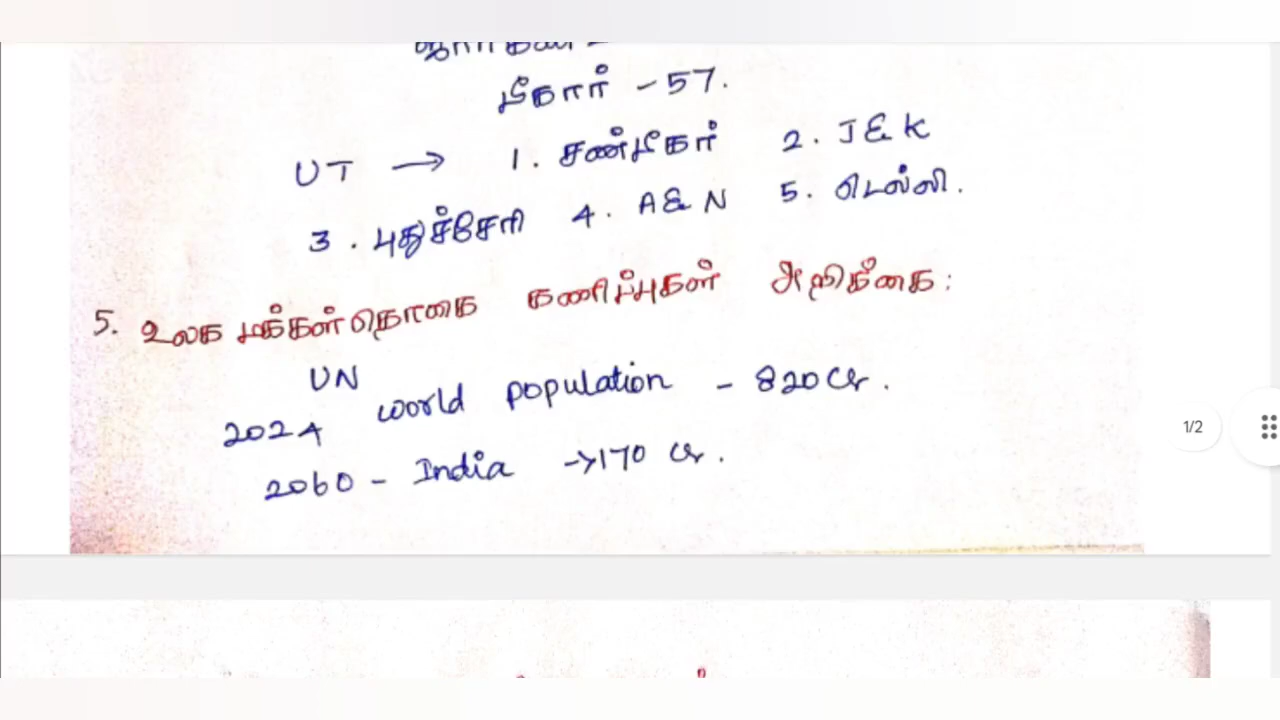 பீகார் - 57.
UT → 1. சண்டிகர் 2. J & K
3. புதுச்சேரி 4. A & N 5. டெல்லி.
5. உலக மக்கள்தொகை கணிப்புகள் அறிக்கை:
UN
2024 world population - 820 Cr.
2060 - India → 170 Cr.
1/2